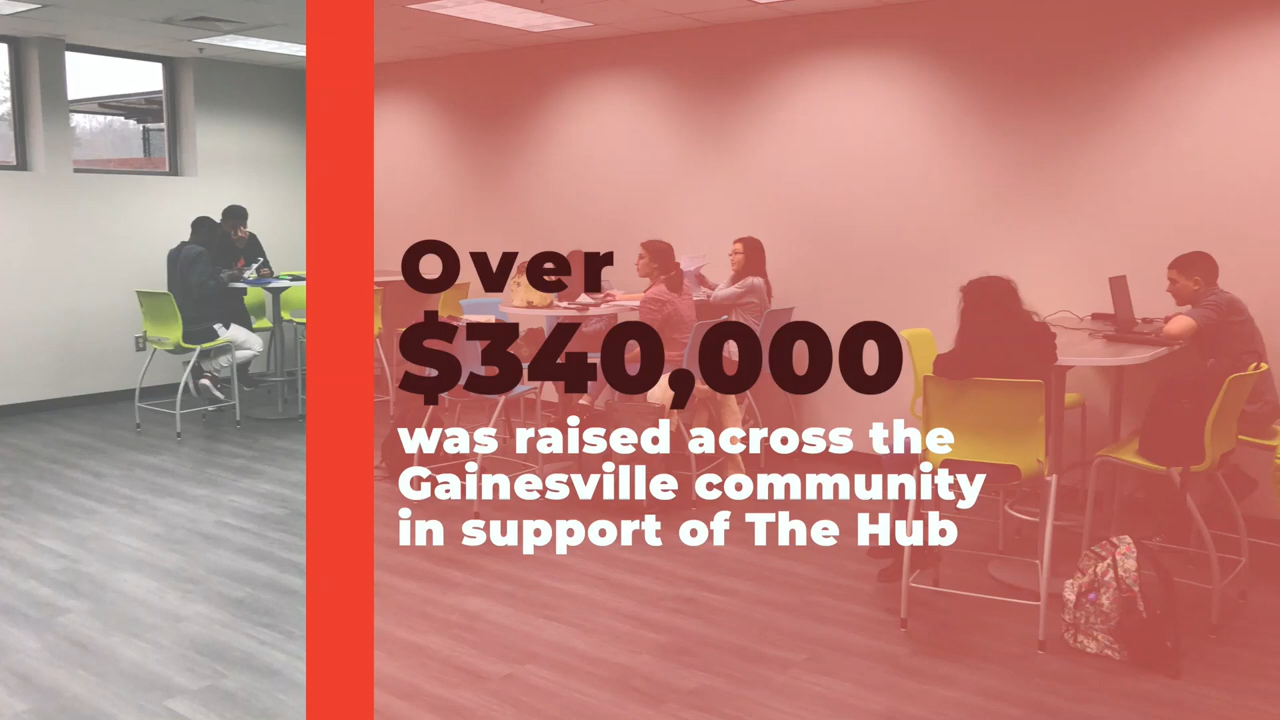 Over
$340,000
was raised across the
Gainesville community
in support of The Hub